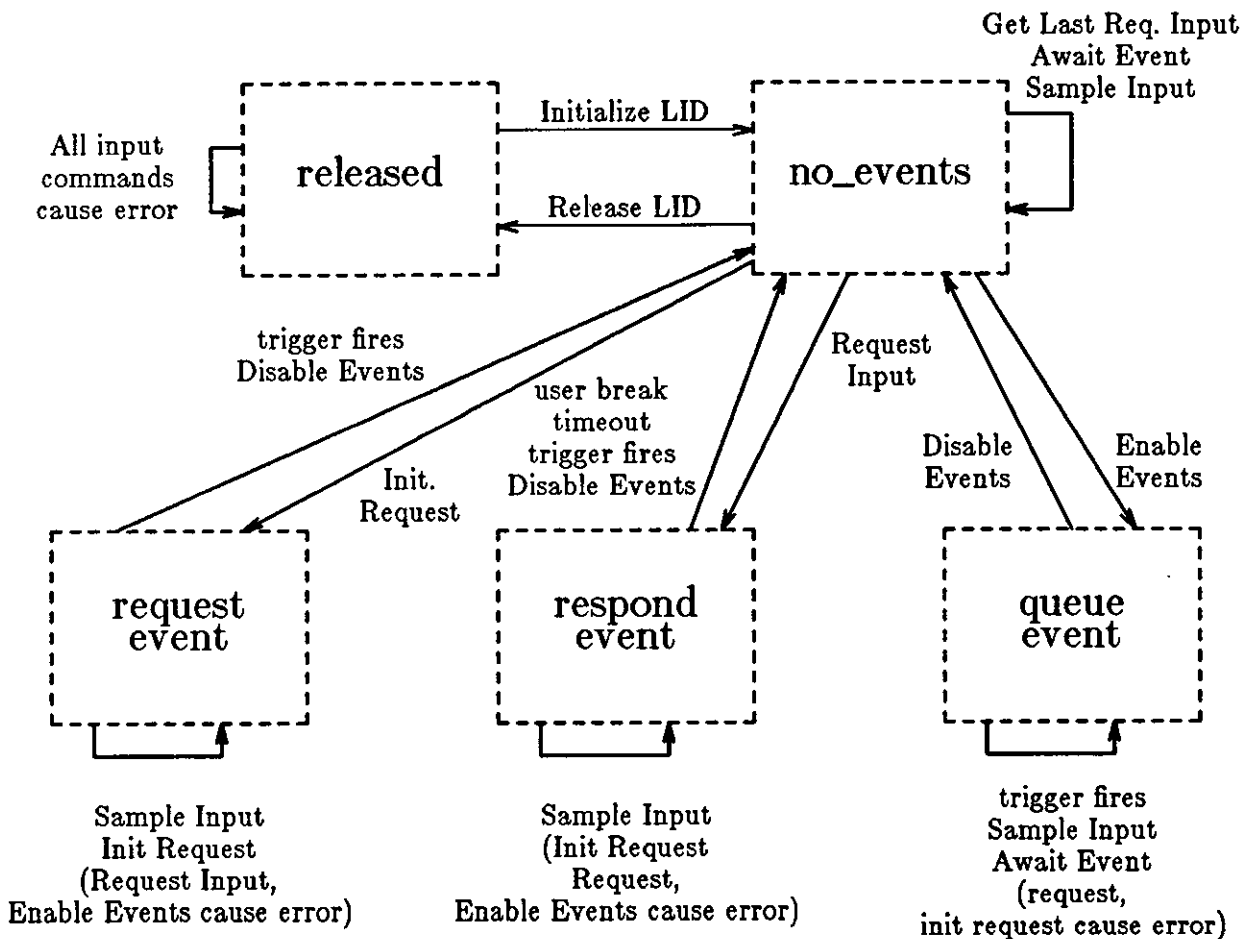 Get Last Req. Input
Await Event
Sample Input
All input
commands
cause error
released
Initialize LID
Release LID
no_events
trigger fires
Disable Events
Init.
Request
user break
timeout
trigger fires
Disable Events
Request
Input
Disable
Events
Enable
Events
request
event
respond
event
queue
event
Sample Input
Init Request
(Request Input,
Enable Events cause error)
Sample Input
(Init Request
Request,
Enable Events cause error)
trigger fires
Sample Input
Await Event
(request,
init request cause error)